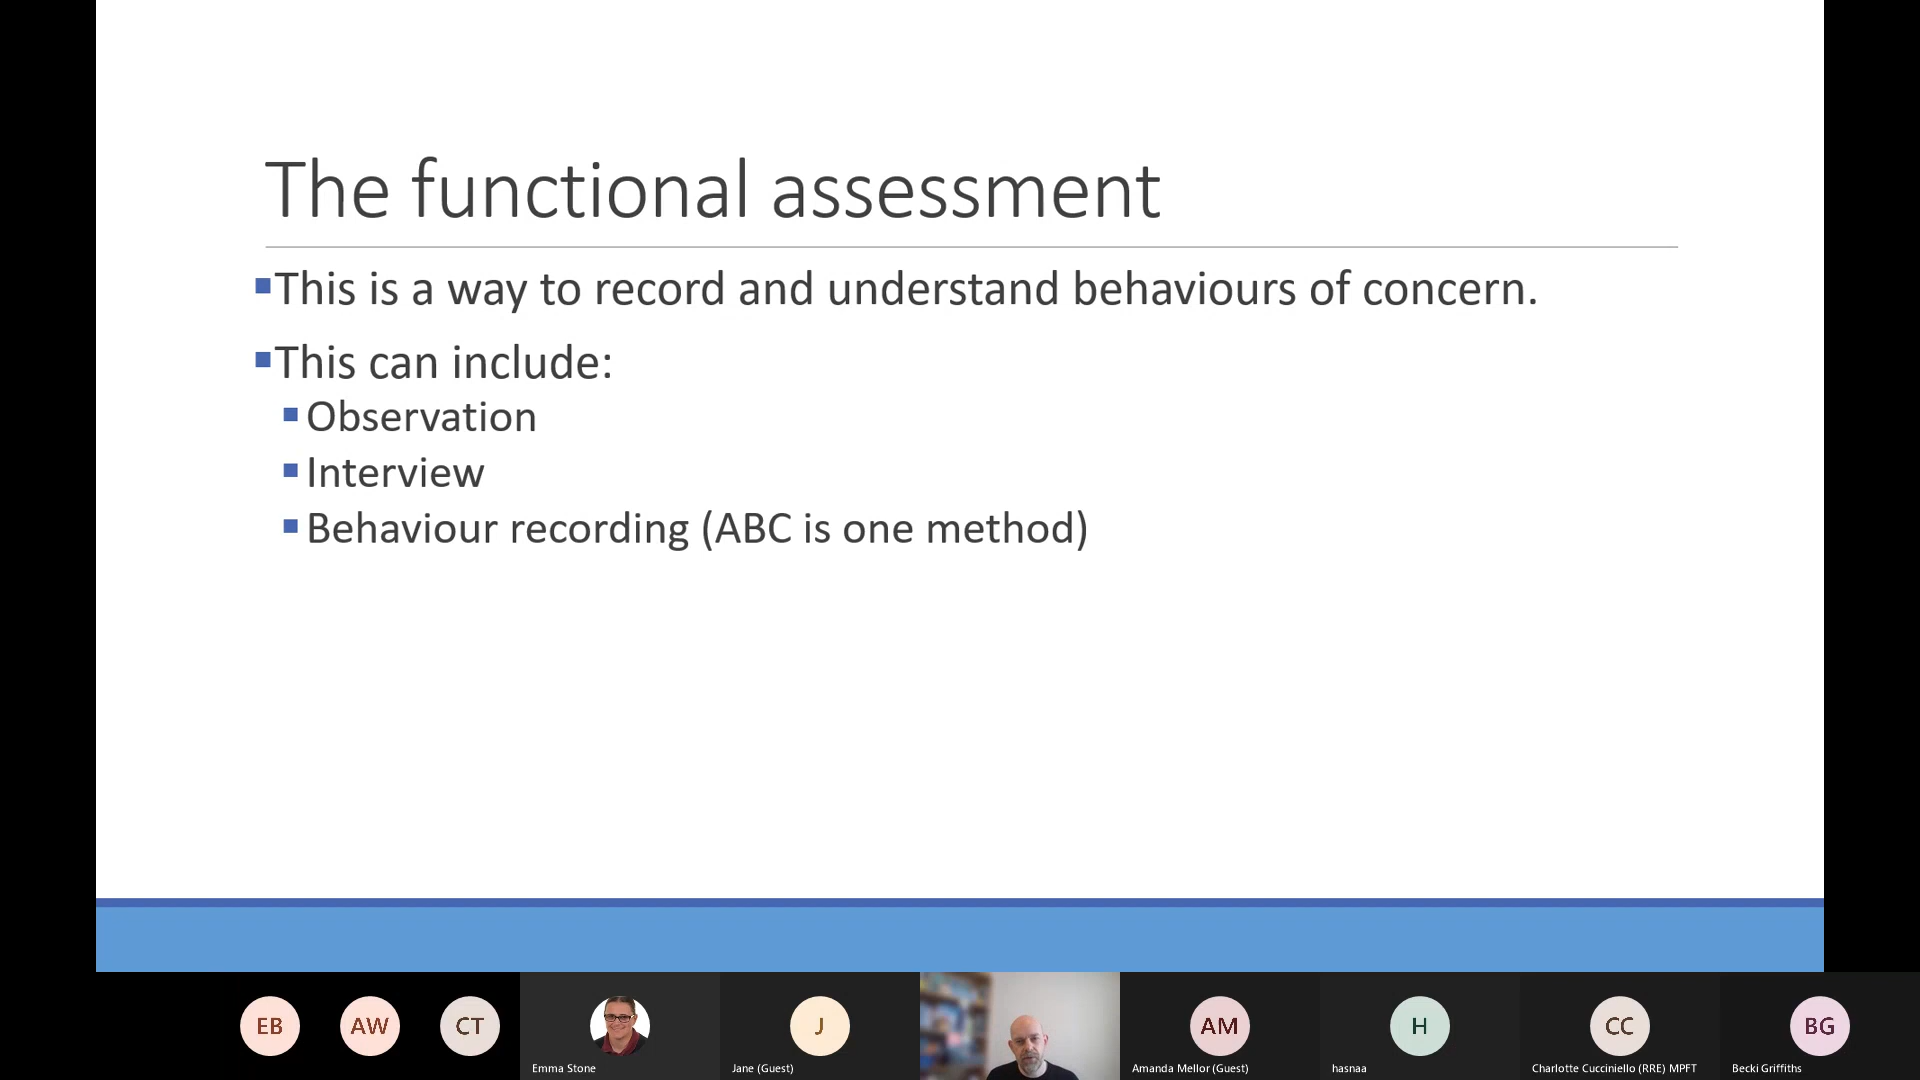 The functional assessment
This is a way to record and understand behaviours of concern.
This can include:
Observation
Interview
Behaviour recording (ABC is one method)
EB
AW
CT
Emma Stone
J
Jane (Guest)
AM
Amanda Mellor (Guest)
H
hasnaa
CC
Charlotte Cucciniello (RRE) MPFT
BG
Becki Griffiths